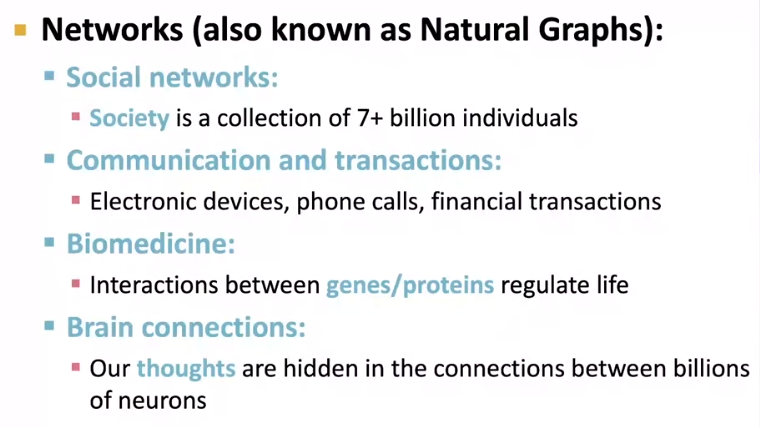 Networks (also known as Natural Graphs):
Social networks:
Society is a collection of 7+ billion individuals
Communication and transactions:
Electronic devices, phone calls, financial transactions
Biomedicine:
Interactions between genes/proteins regulate life
Brain connections:
Our thoughts are hidden in the connections between billions
of neurons